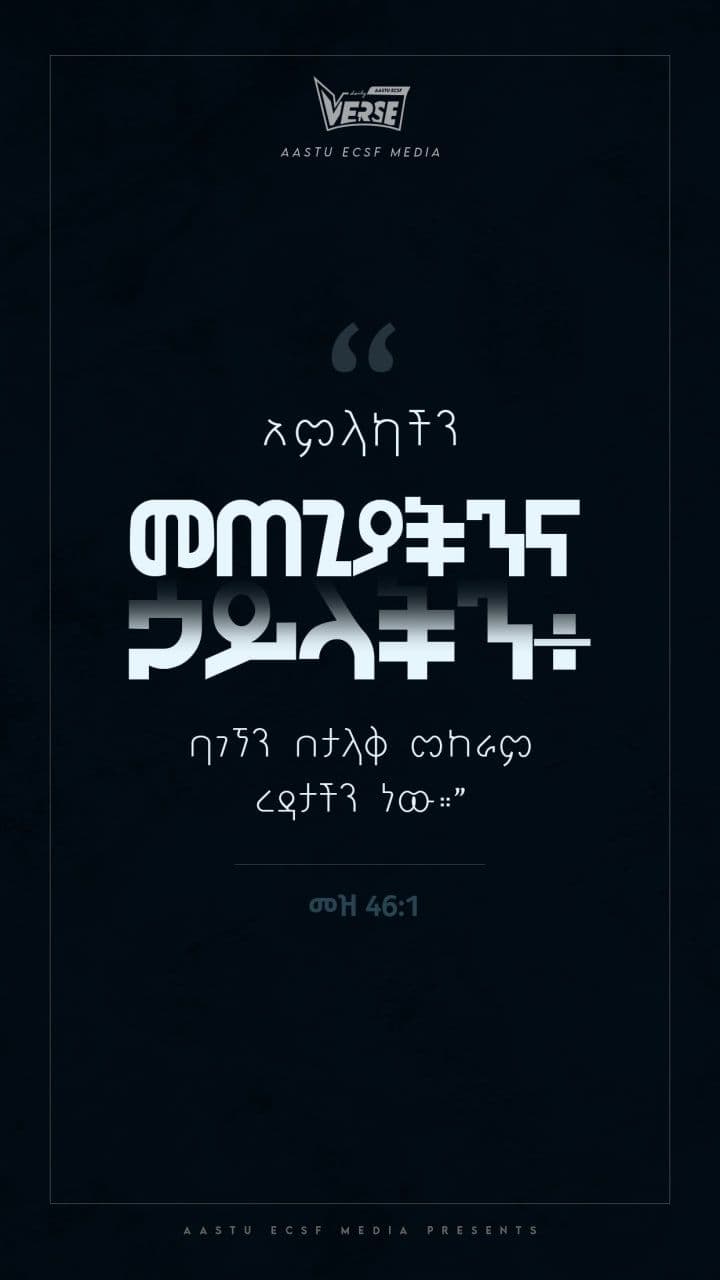 daily AASTU ECSF
VERSE
AASTU ECSF MEDIA
“
አምላካችን
መጠጊያችንና
ኃይላችን፥
ባገኘን በታላቅ መከራም
ረዳታችን ነው።”
መዝ 46:1
AASTU ECSF MEDIA PRESENTS